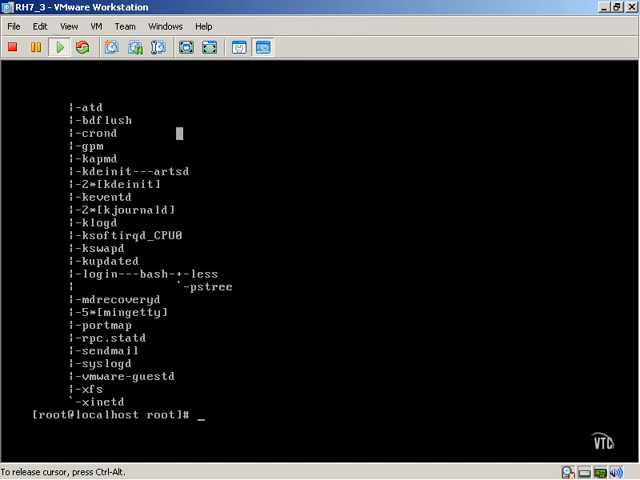 RH7_3 - VMware Workstation
File Edit View VM Team Windows Help
|-atd
|-bdflush
|-crond
|-gpm
|-kapmd
|-kdeinit---artsd
|-2*[kdeinit]
|-keventd
|-2*[kjournald]
|-klogd
|-ksoftirqd_CPU0
|-kswapd
|-kupdated
|-login---bash-+-less
|              `-pstree
|-mdrecoveryd
|-5*[mingetty]
|-portmap
|-rpc.statd
|-sendmail
|-syslogd
|-vmware-guestd
|-xfs
`-xinetd
[root@localhost root]# _
VTC
To release cursor, press Ctrl-Alt.